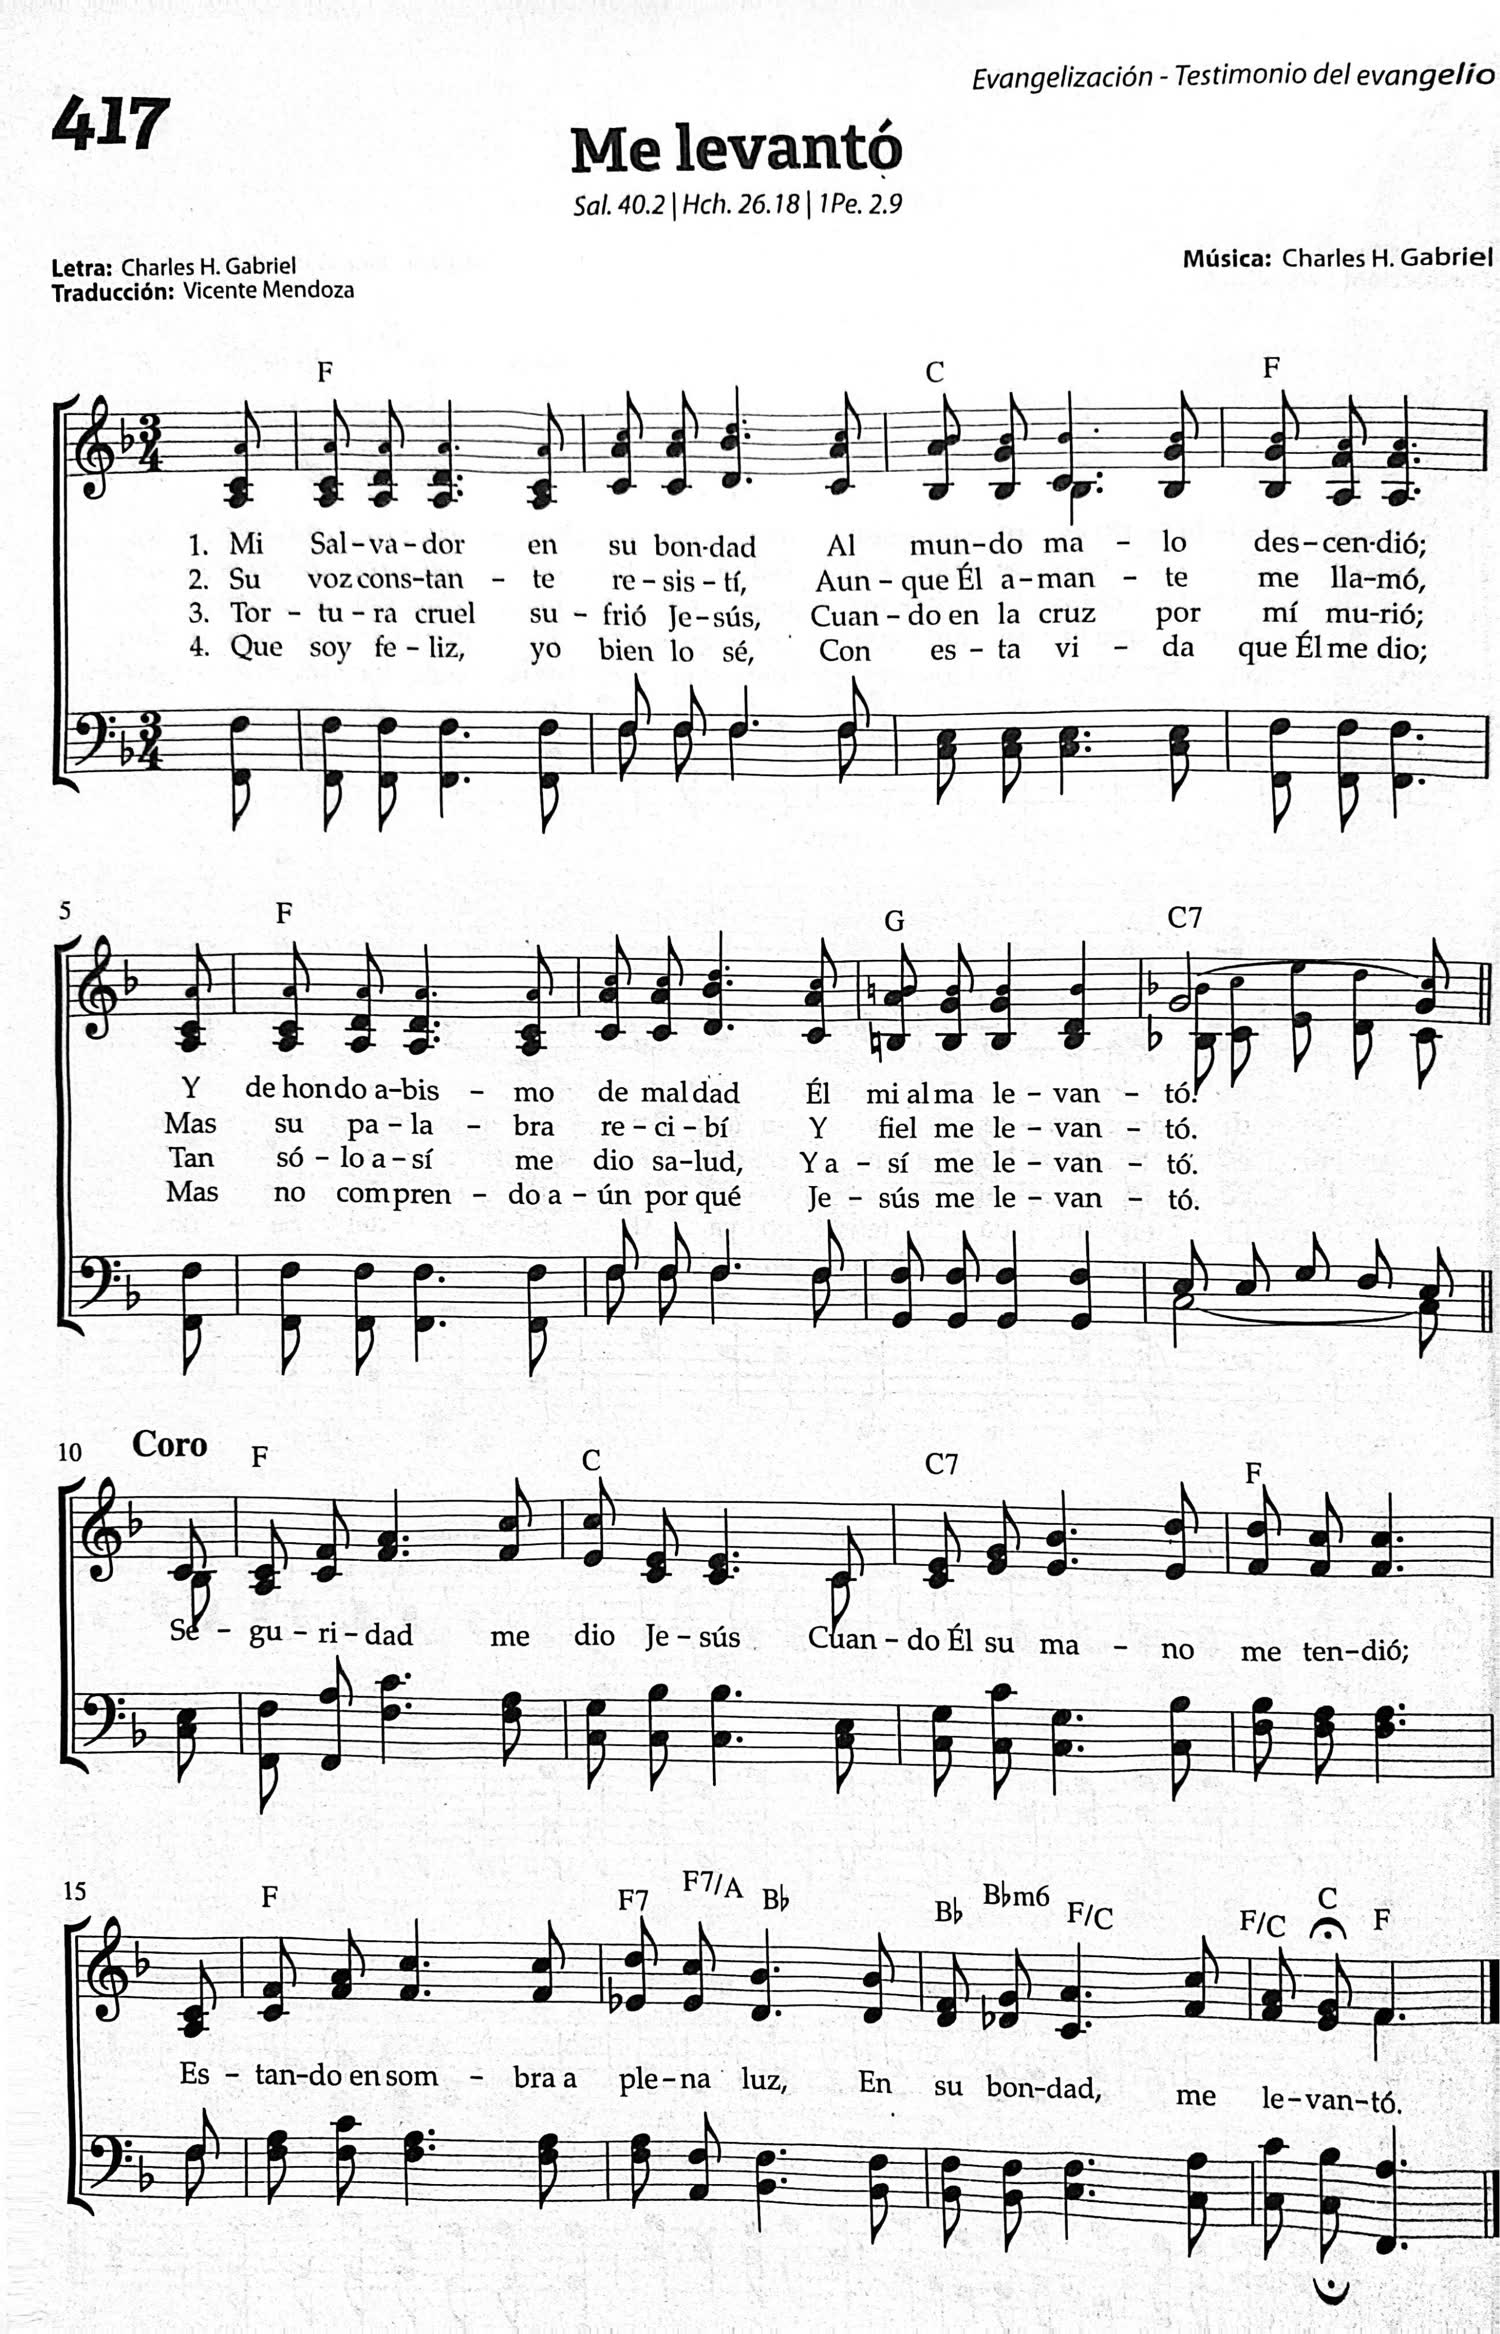 Evangelización - Testimonio del evangelio
417
Me levantó
Sal. 40.2 | Hch. 26.18 | 1Pe. 2.9
Letra: Charles H. Gabriel
Música: Charles H. Gabriel
Traducción: Vicente Mendoza
F C F
3 4
1. Mi Sal-va-dor en su bon-dad Al mun-do ma - lo des-cen-dió;
2. Su voz cons-tan - te re-sis-tí, Aun-que Él a-man - te me lla-mó,
3. Tor - tu-ra cruel su-frió Je-sús, Cuan-do en la cruz por mí mu-rió;
4. Que soy fe-liz, yo bien lo sé, Con es-ta vi - da que Él me dio;
3 4
5 F G C7
Y de hondo a-bis - mo de maldad Él mi alma le - van - tó.
Mas su pa-la - bra re-ci-bí Y fiel me le - van - tó.
Tan só-lo a-sí me dio sa-lud, Y a - sí me le - van - tó.
Mas no compren - do a-ún por qué Je - sús me le - van - tó.
10 Coro F C C7 F
Se - gu-ri-dad me dio Je-sús Cuan-do Él su ma - no me ten-dió;
15 F F7 F7/A B♭ B♭ B♭m6 F/C F/C C F
Es - tan-do en som - bra a ple-na luz, En su bon-dad, me le-van-tó.